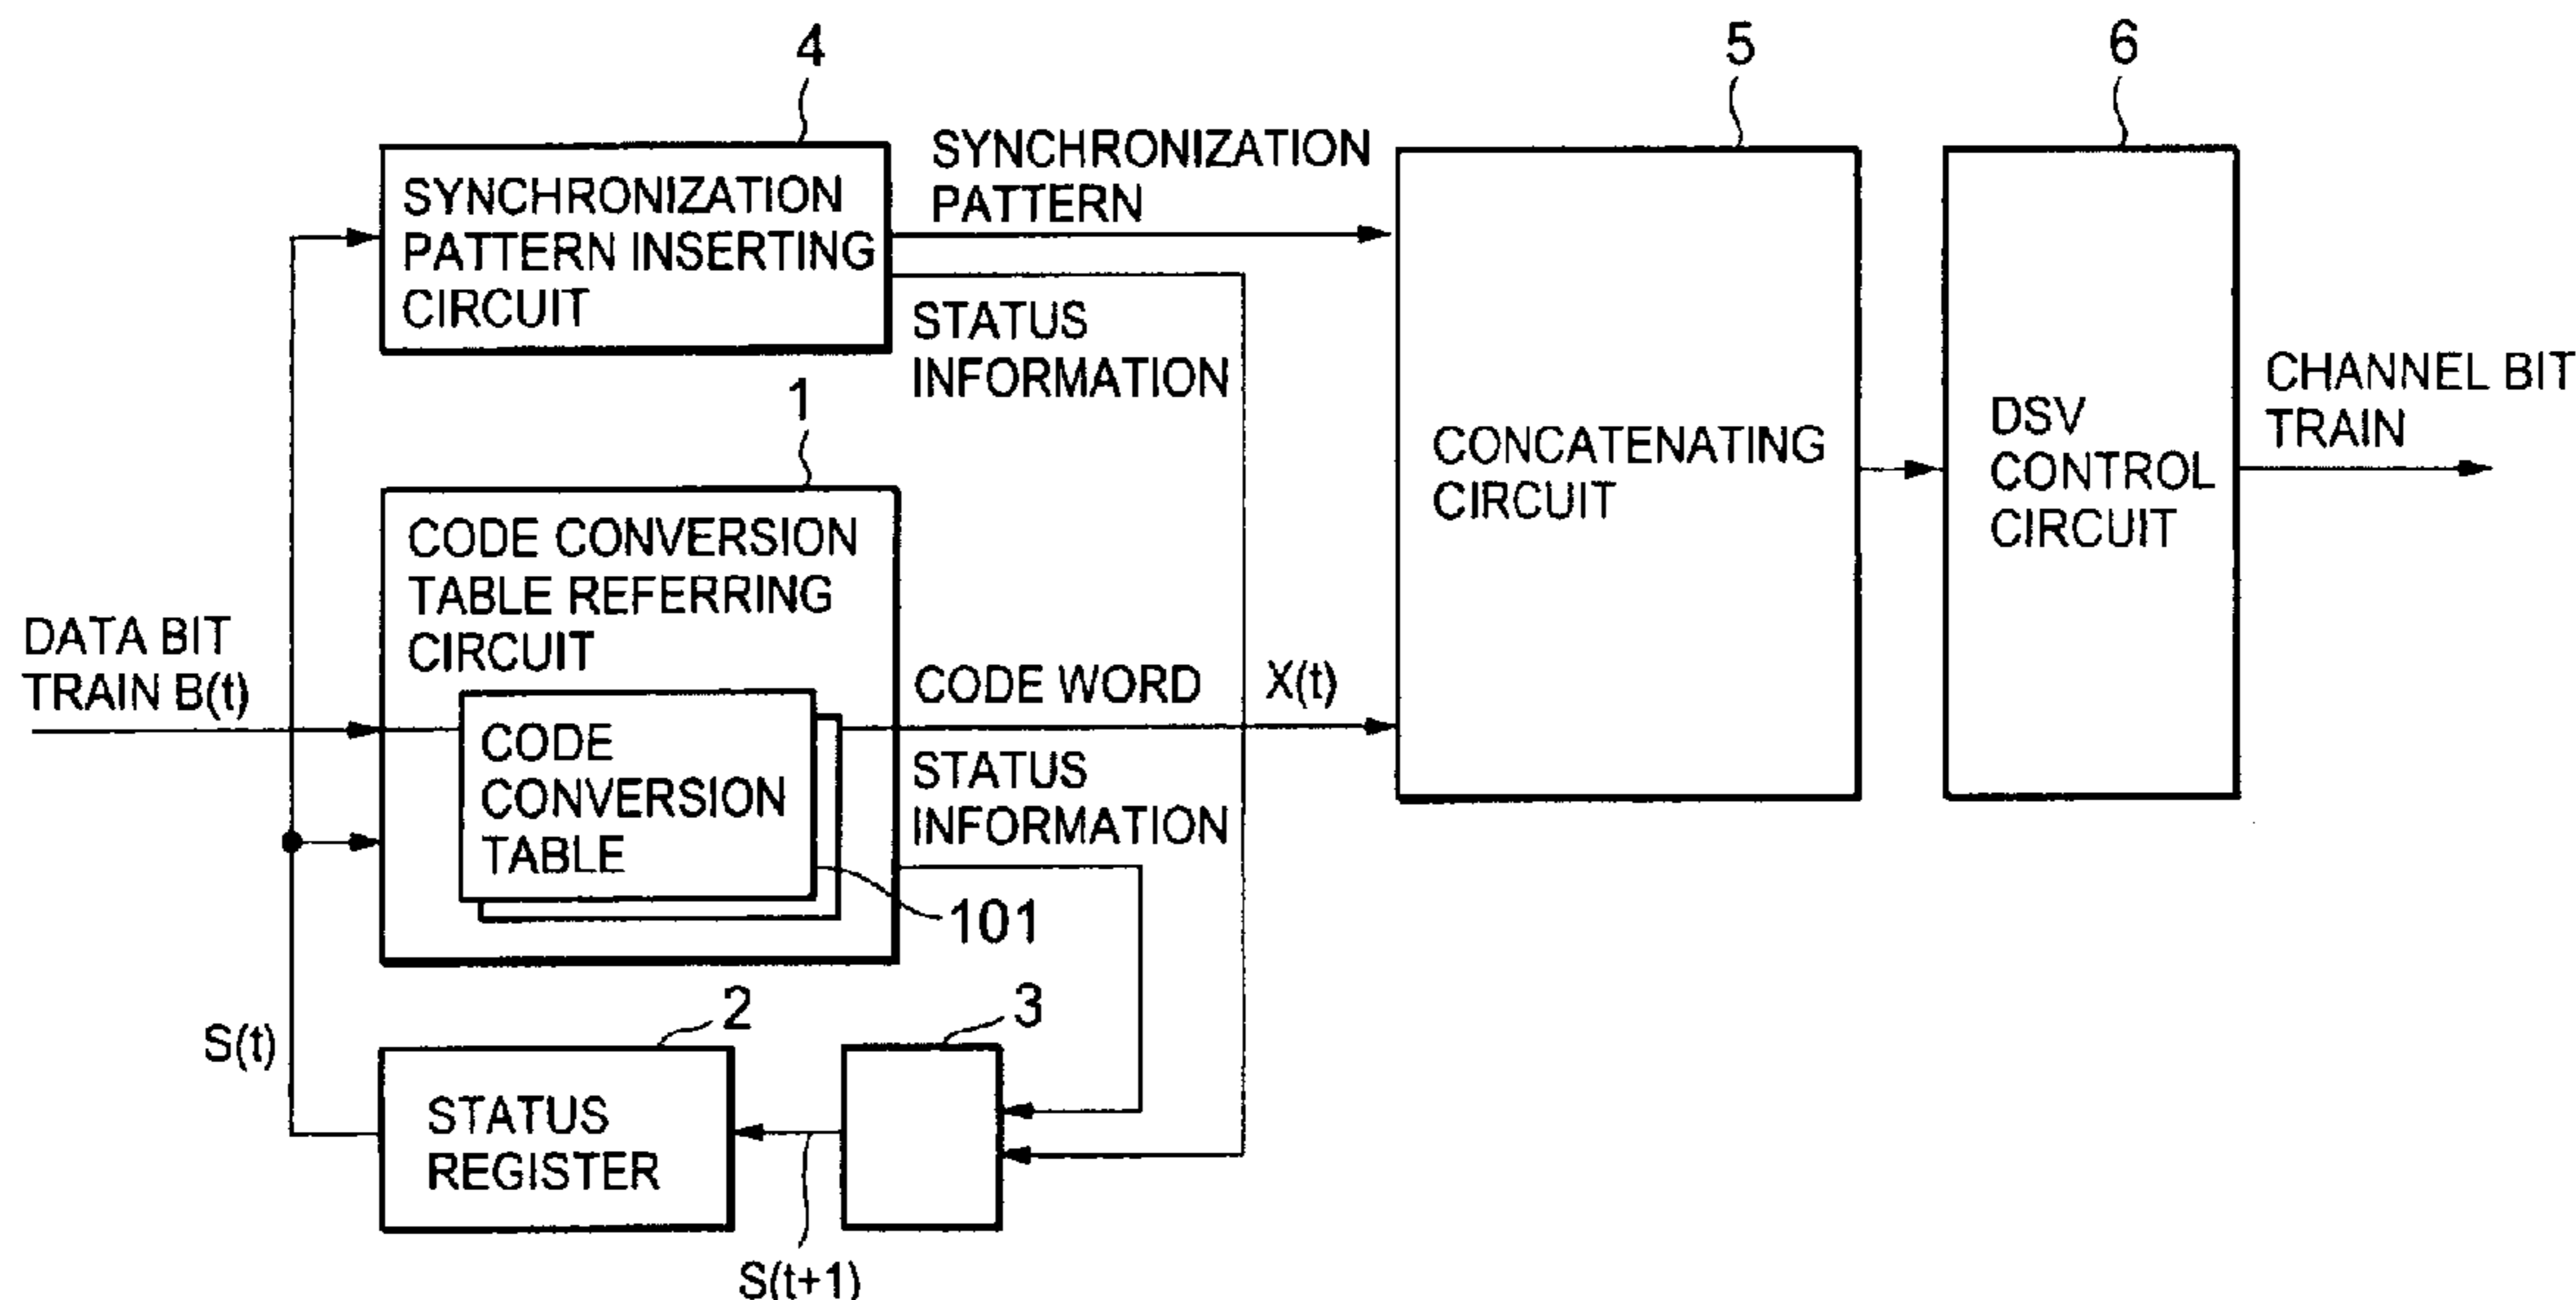 4
5
6
SYNCHRONIZATION
PATTERN INSERTING
CIRCUIT
SYNCHRONIZATION
PATTERN
STATUS
INFORMATION
1
CODE CONVERSION
TABLE REFERRING
CIRCUIT
DATA BIT
TRAIN B(t)
CODE
CONVERSION
TABLE
CODE WORD
X(t)
STATUS
INFORMATION
101
CONCATENATING
CIRCUIT
DSV
CONTROL
CIRCUIT
CHANNEL BIT
TRAIN
S(t)
2
STATUS
REGISTER
3
S(t+1)